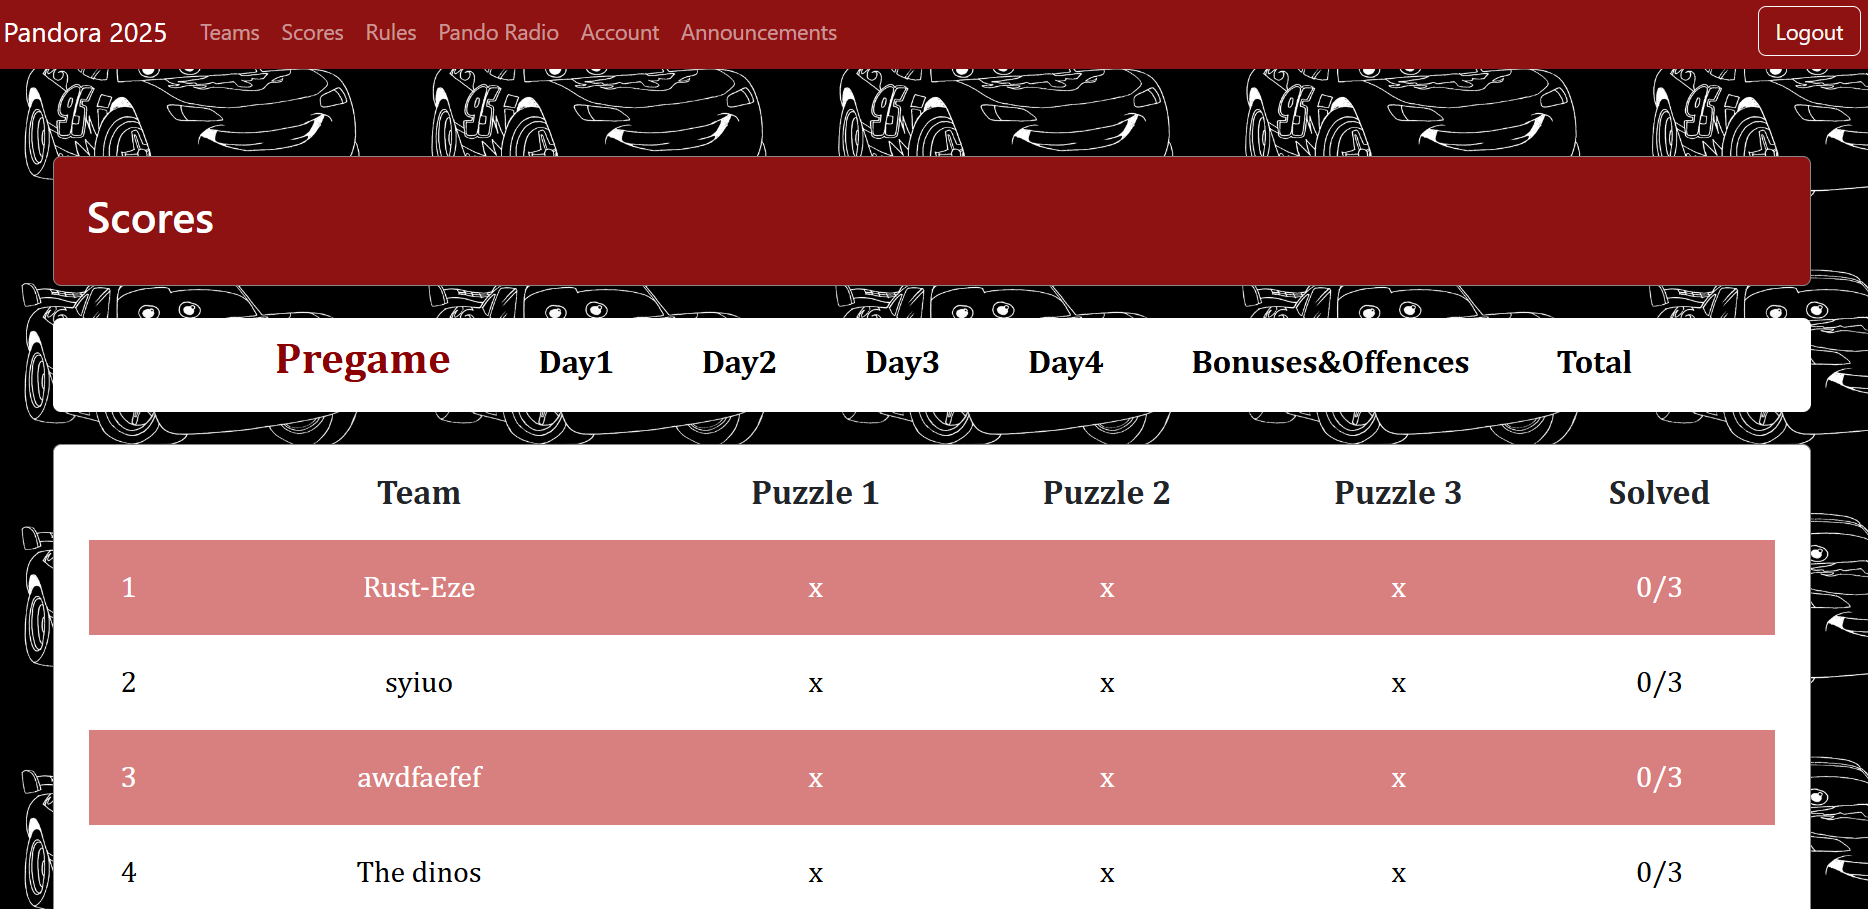 Pandora 2025 Teams Scores Rules Pando Radio Account Announcements Logout
Scores
Pregame Day1 Day2 Day3 Day4 Bonuses&Offences Total
Team Puzzle 1 Puzzle 2 Puzzle 3 Solved
1 Rust-Eze x x x 0/3
2 syiuo x x x 0/3
3 awdfaefef x x x 0/3
4 The dinos x x x 0/3